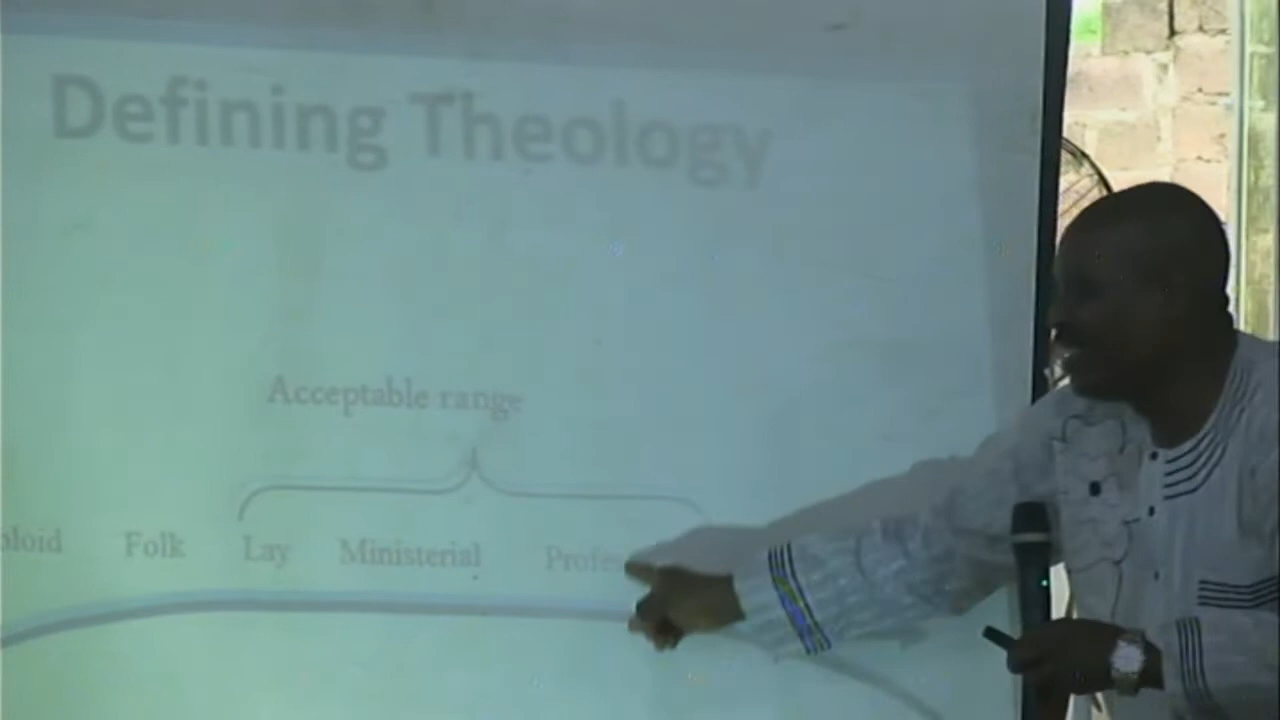 Defining Theology
Acceptable range
Folk Lay Ministerial